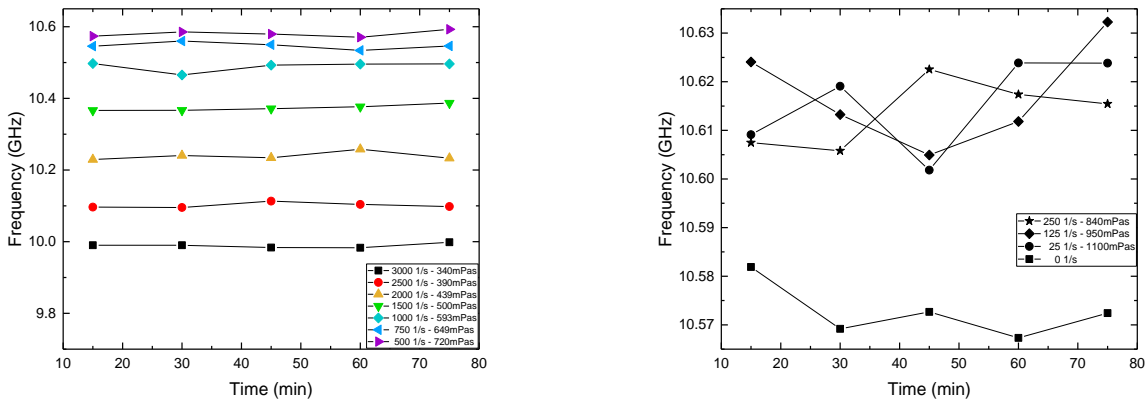 10.6
10.4
10.2
10.0
9.8
Frequency (GHz)
3000 1/s - 340mPas
2500 1/s - 390mPas
2000 1/s - 439mPas
1500 1/s - 500mPas
1000 1/s - 593mPas
750 1/s - 649mPas
500 1/s - 720mPas
10 20 30 40 50 60 70 80
Time (min)
10.63
10.62
10.61
10.60
10.59
10.58
10.57
Frequency (GHz)
250 1/s - 840mPas
125 1/s - 950mPas
25 1/s - 1100mPas
0 1/s
10 20 30 40 50 60 70 80
Time (min)